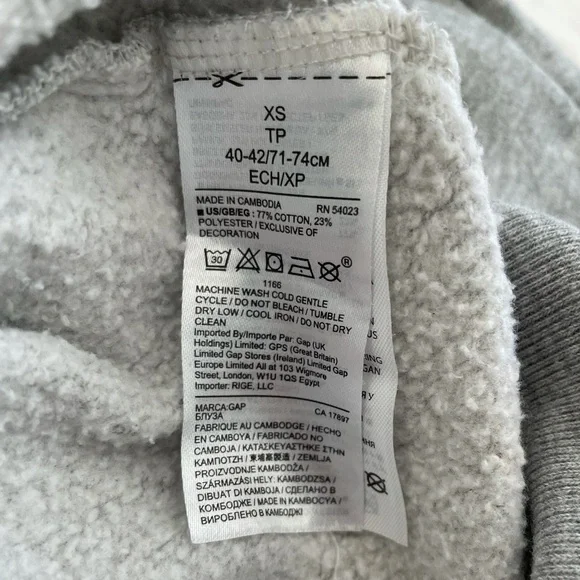 XS
TP
40-42/71-74CM
ECH/XP
MADE IN CAMBODIA RN 54023
■ US/GB/EG : 77% COTTON, 23%
POLYESTER / EXCLUSIVE OF
DECORATION
30 ®
1166
MACHINE WASH COLD GENTLE
CYCLE / DO NOT BLEACH / TUMBLE
DRY LOW / COOL IRON / DO NOT DRY
CLEAN
Imported By/Importe Par: Gap (UK
Holdings) Limited: GPS (Great Britain)
Limited Gap Stores (Ireland) Limited Gap
Europe Limited All at 103 Wigmore
Street, London, W1U 1QS Egypt
Importer: RIGE, LLC
MARCA:GAP CA 17897
БЛУЗА
FABRIQUE AU CAMBODGE / HECHO
EN CAMBOYA / FABRICADO NO
CAMBOJA / ΚΑΤΑΣΚΕΥΑΣΤΗΚΕ ΣΤΗΝ
ΚΑΜΠΟΤΖΗ / 柬埔寨製造 / ZEMLJA
PROIZVODNJE KAMBODŽA /
SZÁRMAZÁSI HELY: KAMBODZSA /
DIBUAT DI KAMBOJA / СДЕЛАНО В
КОМБОДЖЕ / MADE IN KAMBOCYA /
ВИРОБЛЕНО В КАМБОДЖІ